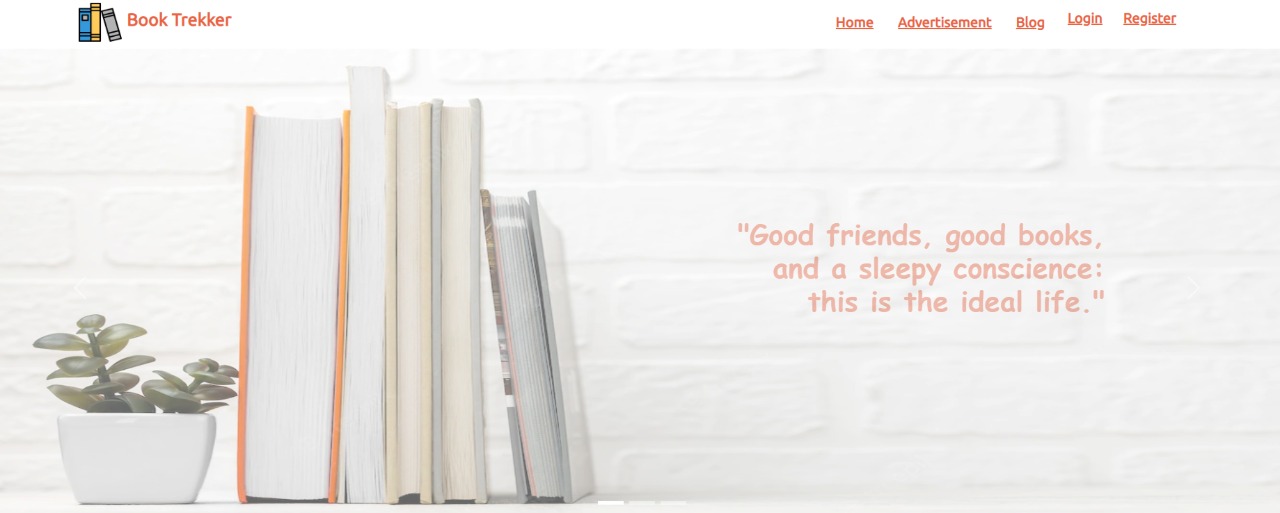 Book Trekker
Home Advertisement Blog Login Register
"Good friends, good books,
and a sleepy conscience:
this is the ideal life."